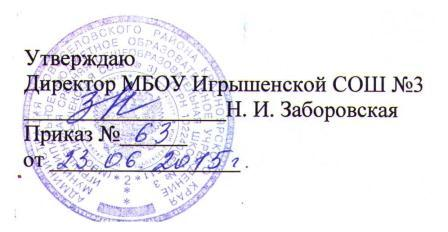 Утверждаю
Директор МБОУ Игрышенской СОШ №3
Н. И. Заборовская
Приказ № 63
от 23.06.2015г.